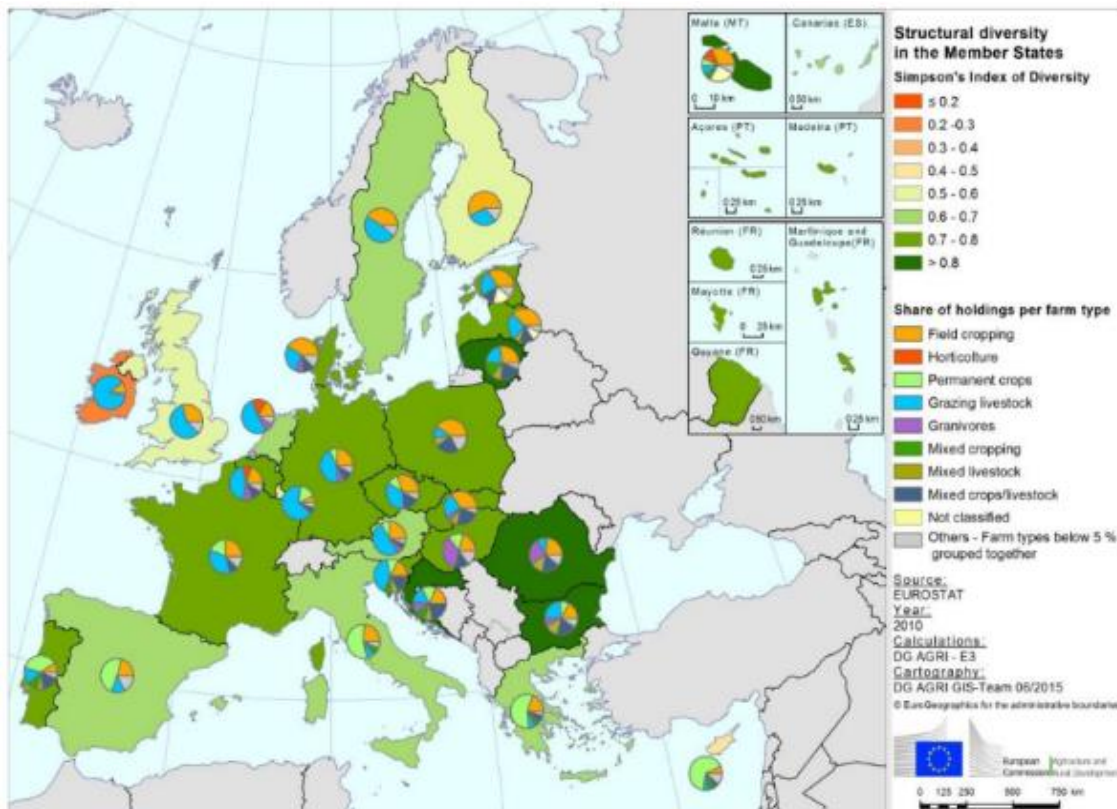 Malta (MT)
Canarias (ES)
0 10 km
0 50 km
Açores (PT)
Madeira (PT)
0 25 km
0 25 km
Réunion (FR)
Martinique and
Guadeloupe(FR)
0 25 km
Mayotte (FR)
0 25 km
Guyane (FR)
0 50 km
0 25 km
Structural diversity
in the Member States
Simpson's Index of Diversity
≤ 0.2
0.2 -0.3
0.3 - 0.4
0.4 - 0.5
0.5 - 0.6
0.6 - 0.7
0.7 - 0.8
> 0.8
Share of holdings per farm type
Field cropping
Horticulture
Permanent crops
Grazing livestock
Granivores
Mixed cropping
Mixed livestock
Mixed crops/livestock
Not classified
Others - Farm types below 5 %
grouped together
Source:
EUROSTAT
Year:
2010
Calculations:
DG AGRI - E3
Cartography:
DG AGRI GIS-Team 06/2015
© EuroGeographics for the administrative boundaries
European
Commission
Agriculture and
Rural Development
0 125 250 500 750 km